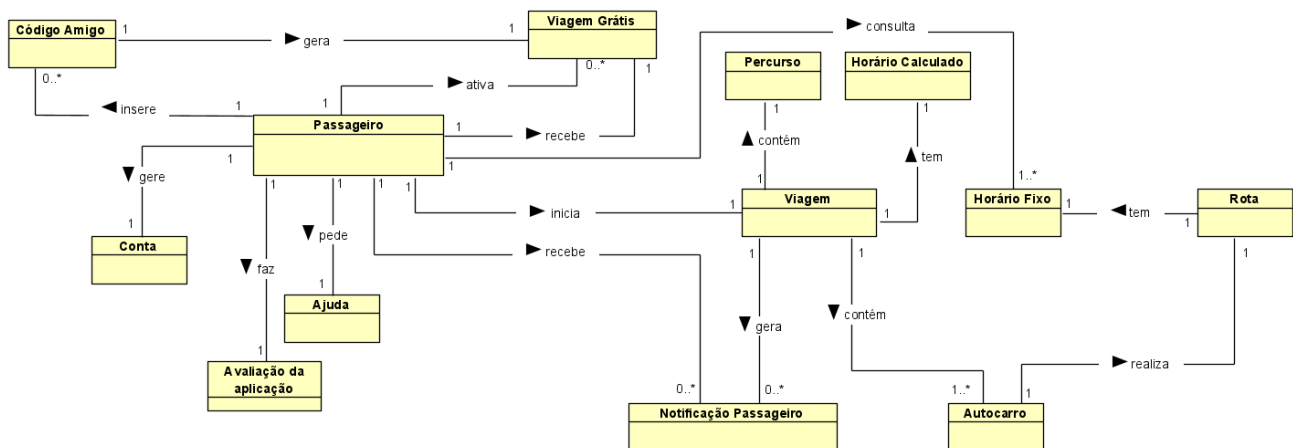 Código Amigo
1
gera
1
Viagem Grátis
0..*
insere
1
1
ativa
0..*
1
recebe
1
consulta
1
1..*
Passageiro
Percurso
1
contém
1
Horário Calculado
1
tem
1
1
gere
1
Conta
1
faz
1
Avaliação da
aplicação
1
pede
1
Ajuda
1
recebe
0..*
1
inicia
1
Viagem
Horário Fixo
1
tem
1
Rota
1
gera
0..*
Notificação Passageiro
1
contém
1..*
Autocarro
1
realiza
1